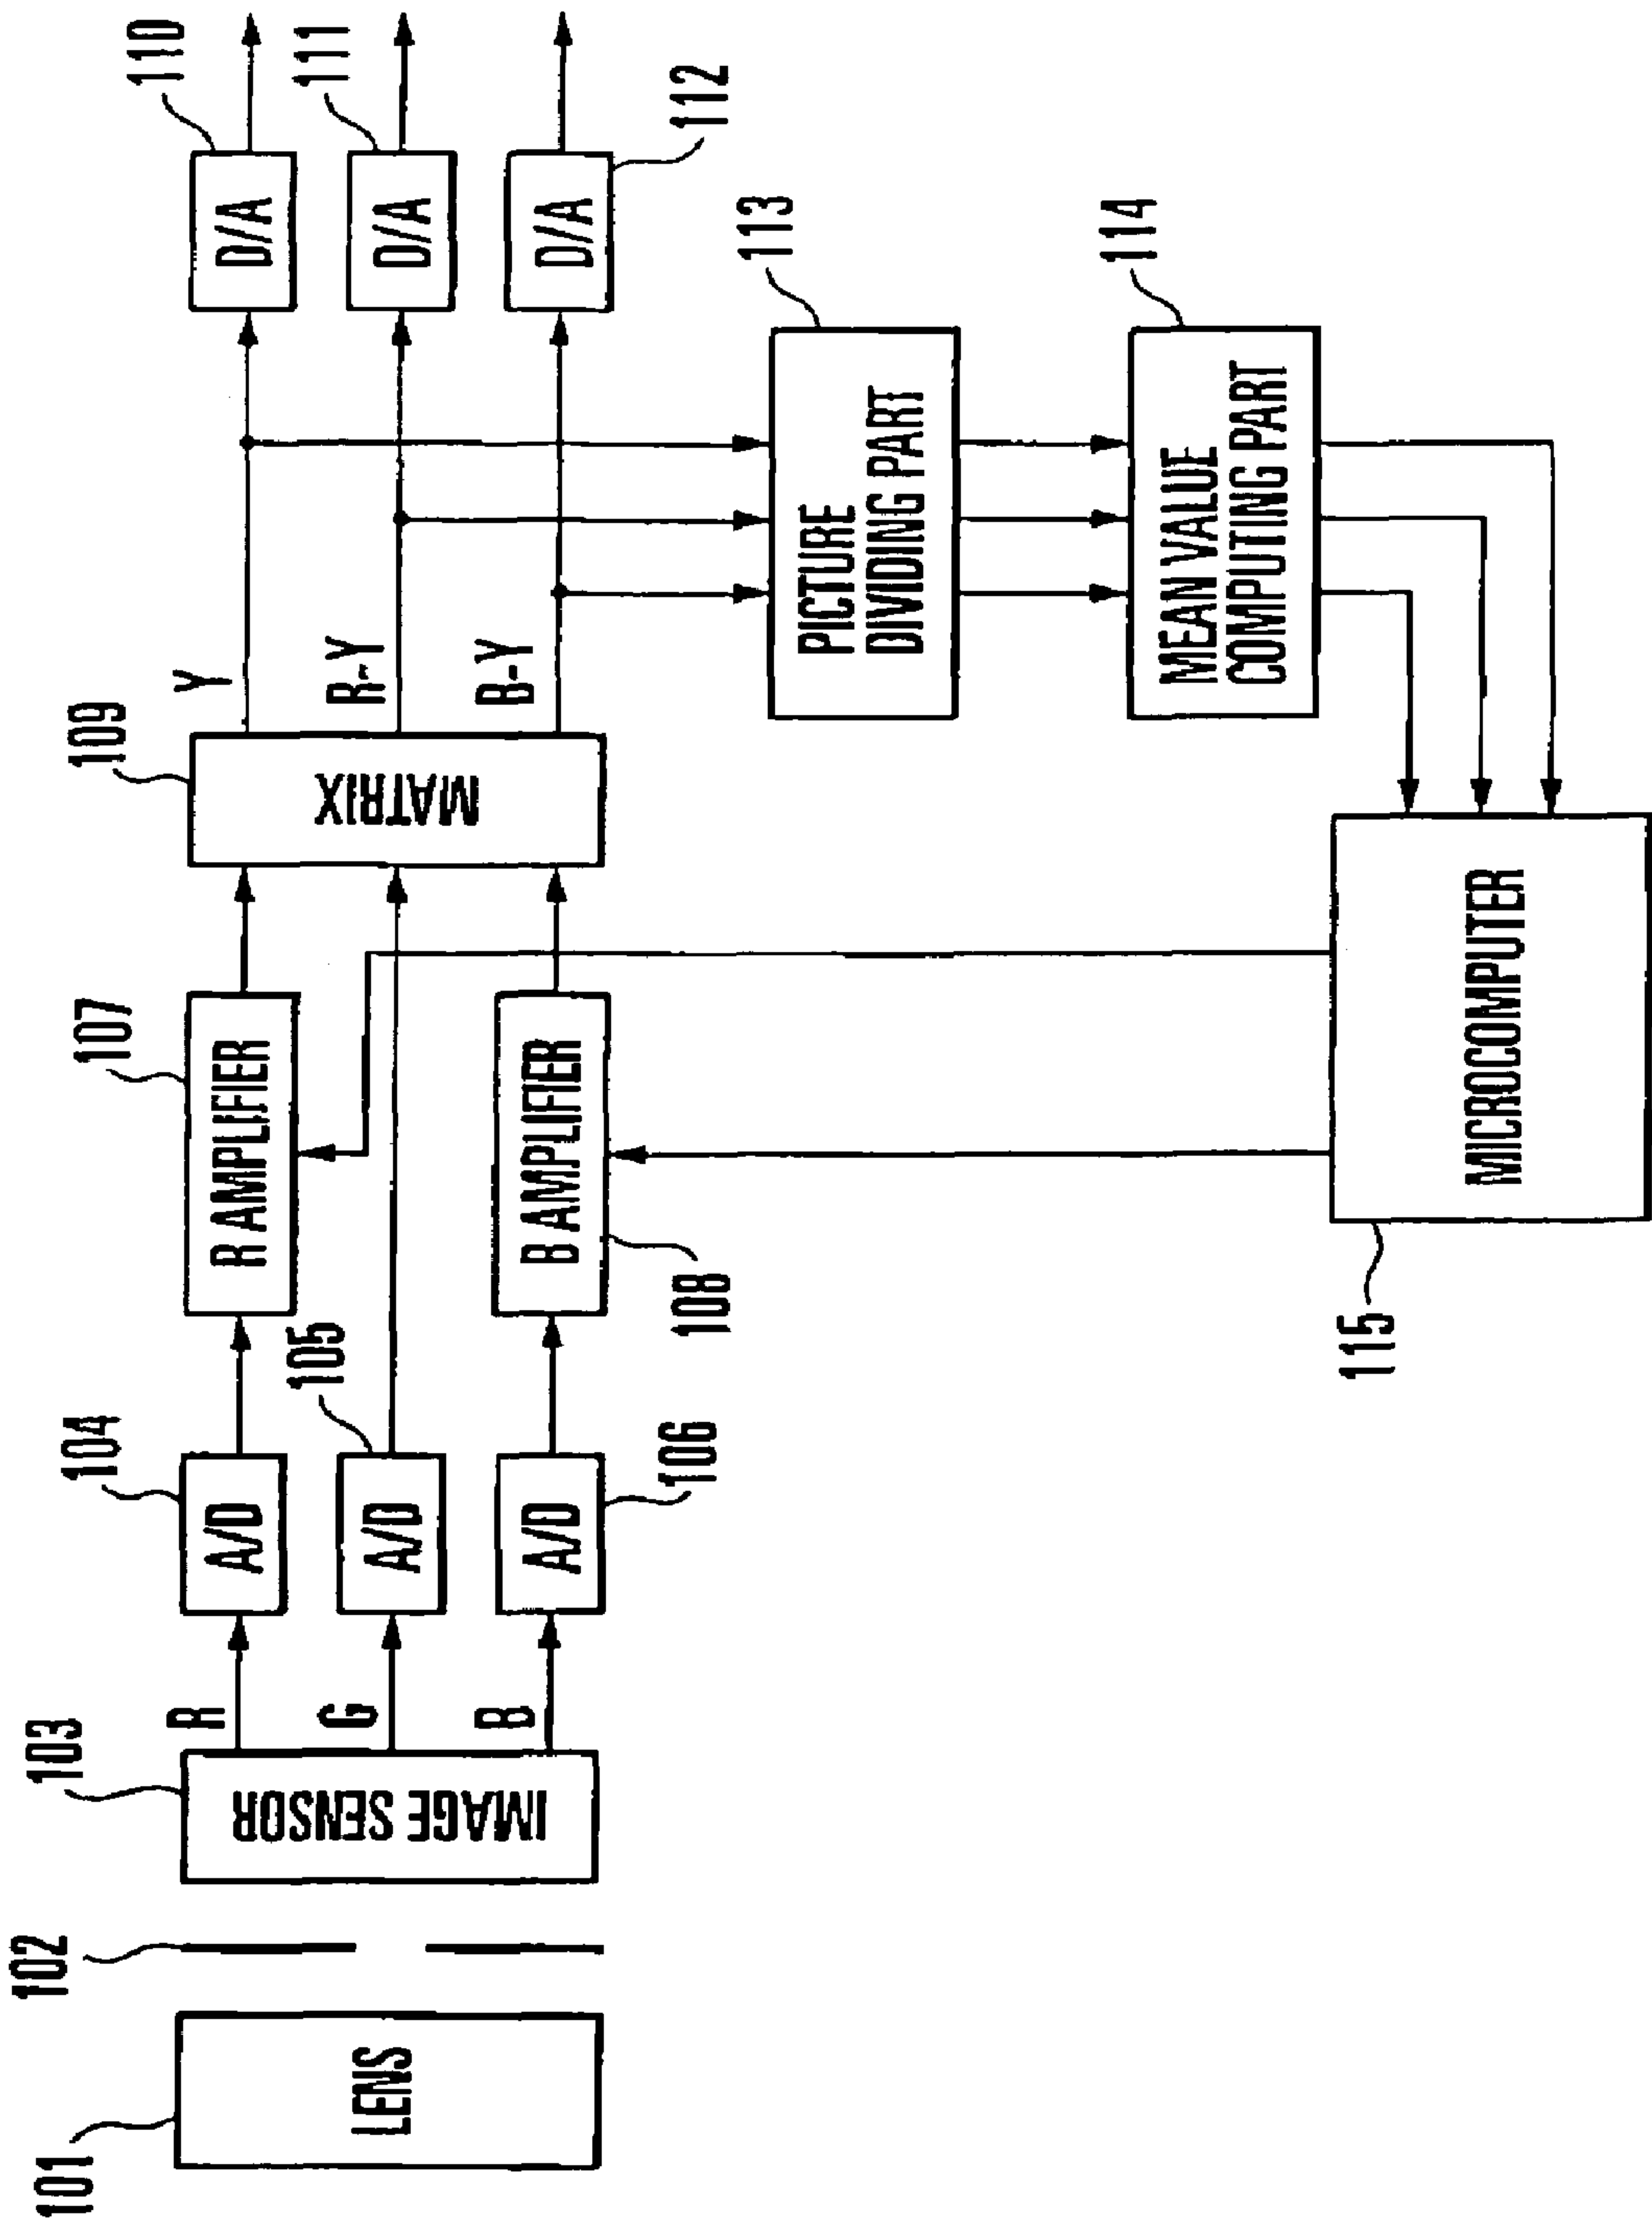 101
LENS
102
103
IMAGE SENSOR
R
G
B
104
A/D
105
A/D
106
A/D
107
R AMPLIFIER
108
B AMPLIFIER
109
MATRIX
Y
R-Y
B-Y
110
D/A
111
D/A
112
D/A
113
PICTURE
DIVIDING PART
114
MEAN VALUE
COMPUTING PART
115
MICROCOMPUTER